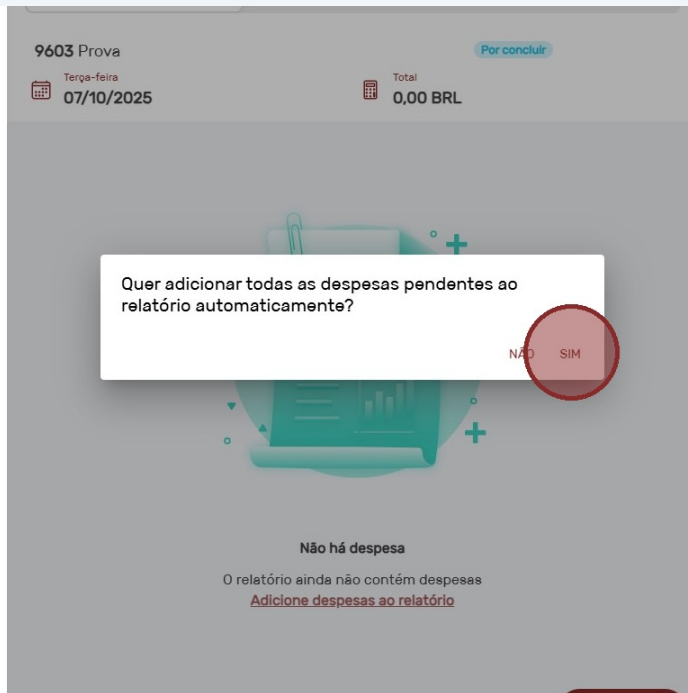 9603 Prova
Por concluir
Terça-feira
07/10/2025
Total
0,00 BRL
Quer adicionar todas as despesas pendentes ao
relatório automaticamente?
NÃO SIM
Não há despesa
O relatório ainda não contém despesas
Adicione despesas ao relatório